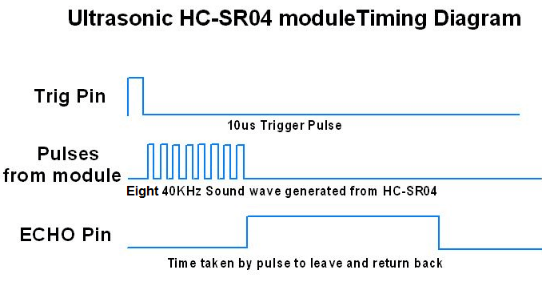 Ultrasonic HC-SR04 moduleTiming Diagram
Trig Pin
10us Trigger Pulse
Pulses
from module
Eight 40KHz Sound wave generated from HC-SR04
ECHO Pin
Time taken by pulse to leave and return back